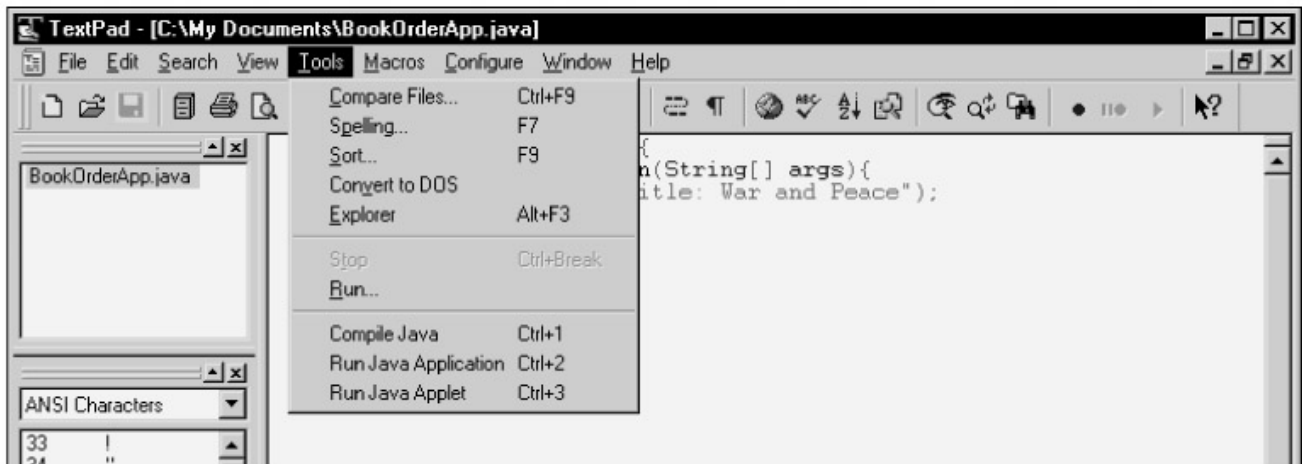 TextPad - [C:\My Documents\BookOrderApp.java]
File Edit Search View Tools Macros Configure Window Help
Compare Files... Ctrl+F9
Spelling... F7
Sort... F9
Convert to DOS
Explorer Alt+F3
Stop Ctrl+Break
Run...
Compile Java Ctrl+1
Run Java Application Ctrl+2
Run Java Applet Ctrl+3
BookOrderApp.java
{
n(String[] args){
itle: War and Peace");
ANSI Characters
33 !
34 "